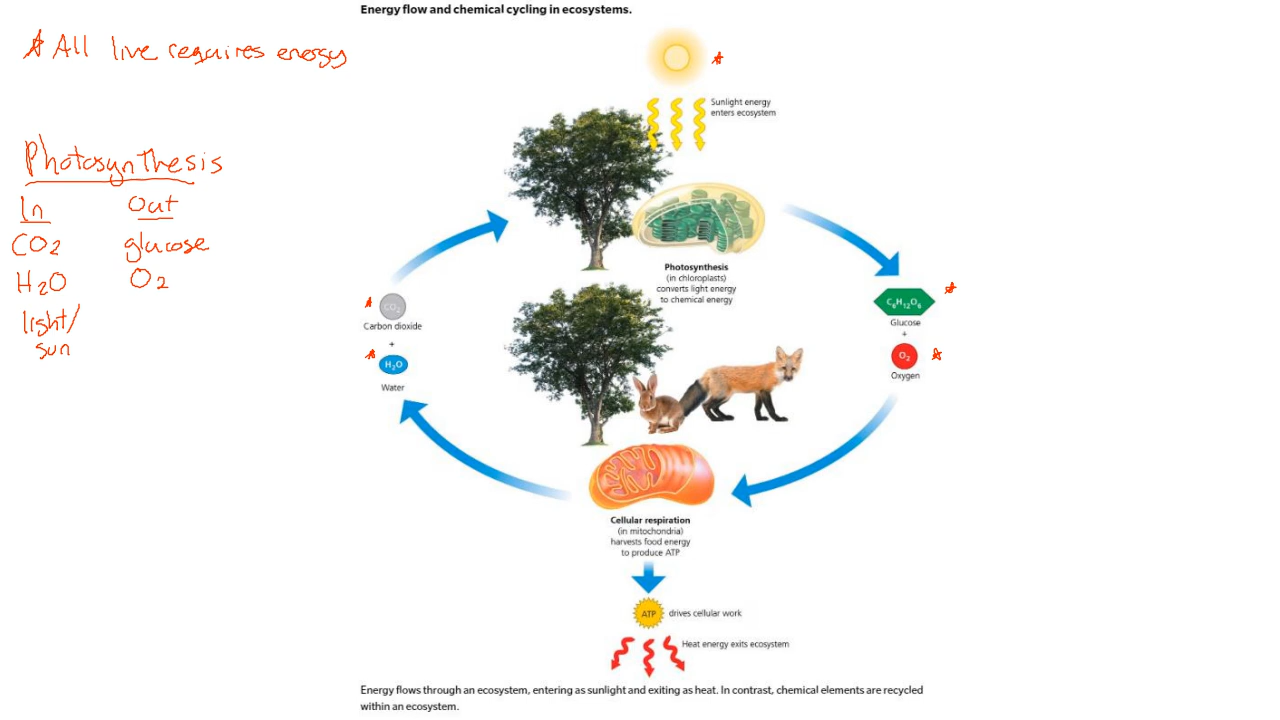 Energy flow and chemical cycling in ecosystems.
☆ All live requires energy
Photosynthesis
In Out
CO2 glucose
H2O O2
light/
sun
☆
Sunlight energy
enters ecosystem
Photosynthesis
(in chloroplasts)
converts light energy
to chemical energy
☆ CO₂
Carbon dioxide
+
☆ H₂O
Water
C₆H₁₂O₆ ☆
Glucose
+
O₂ ☆
Oxygen
Cellular respiration
(in mitochondria)
harvests food energy
to produce ATP
ATP drives cellular work
Heat energy exits ecosystem
Energy flows through an ecosystem, entering as sunlight and exiting as heat. In contrast, chemical elements are recycled
within an ecosystem.